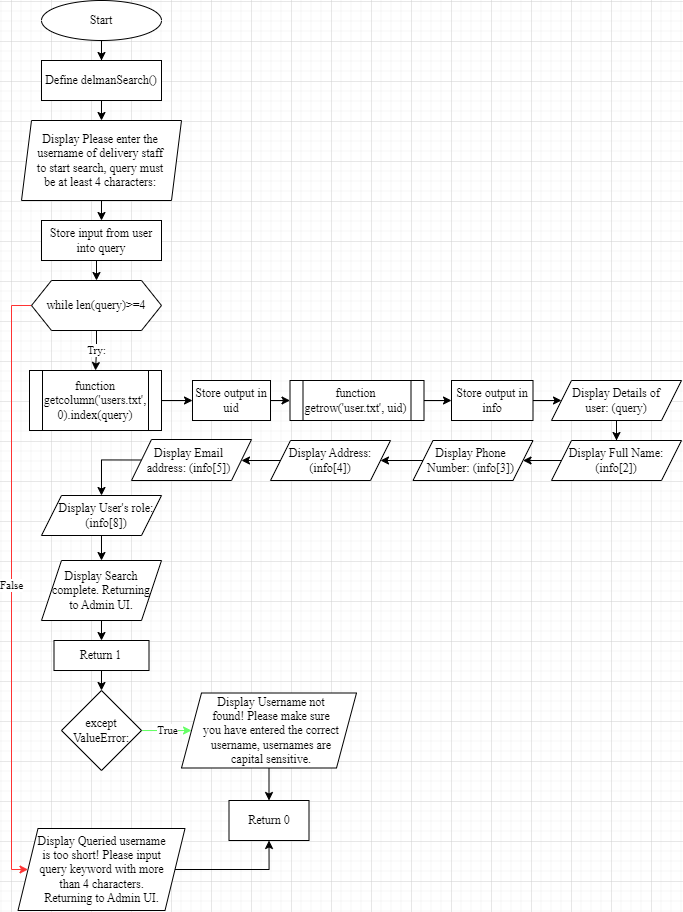 Start
Define delmanSearch()
Display Please enter the
username of delivery staff
to start search, query must
be at least 4 characters:
Store input from user
into query
while len(query)>=4
Try:
function
getcolumn('users.txt',
0).index(query)
Store output in
uid
function
getrow('user.txt', uid)
Store output in
info
Display Details of
user: (query)
Display Full Name:
(info[2])
Display Phone
Number: (info[3])
Display Address:
(info[4])
Display Email
address: (info[5])
Display User's role:
(info[8])
False
Display Search
complete. Returning
to Admin UI.
Return 1
except
ValueError:
True
Display Username not
found! Please make sure
you have entered the correct
username, usernames are
capital sensitive.
Return 0
Display Queried username
is too short! Please input
query keyword with more
than 4 characters.
Returning to Admin UI.